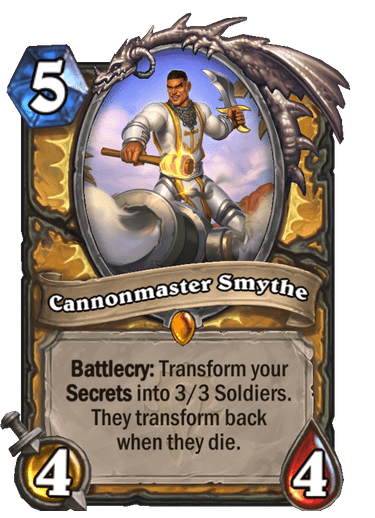 5
Cannonmaster Smythe
Battlecry: Transform your
Secrets into 3/3 Soldiers.
They transform back
when they die.
4
4